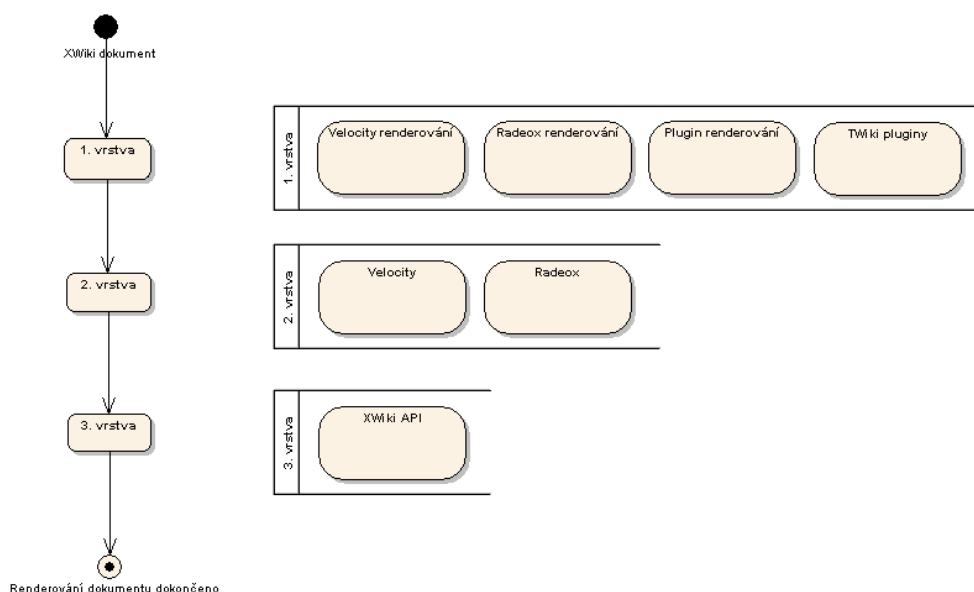 XWiki dokument
1. vrstva
2. vrstva
3. vrstva
Renderování dokumentu dokončeno
1. vrstva
Velocity renderování
Radeox renderování
Plugin renderování
TWiki pluginy
2. vrstva
Velocity
Radeox
3. vrstva
XWiki API